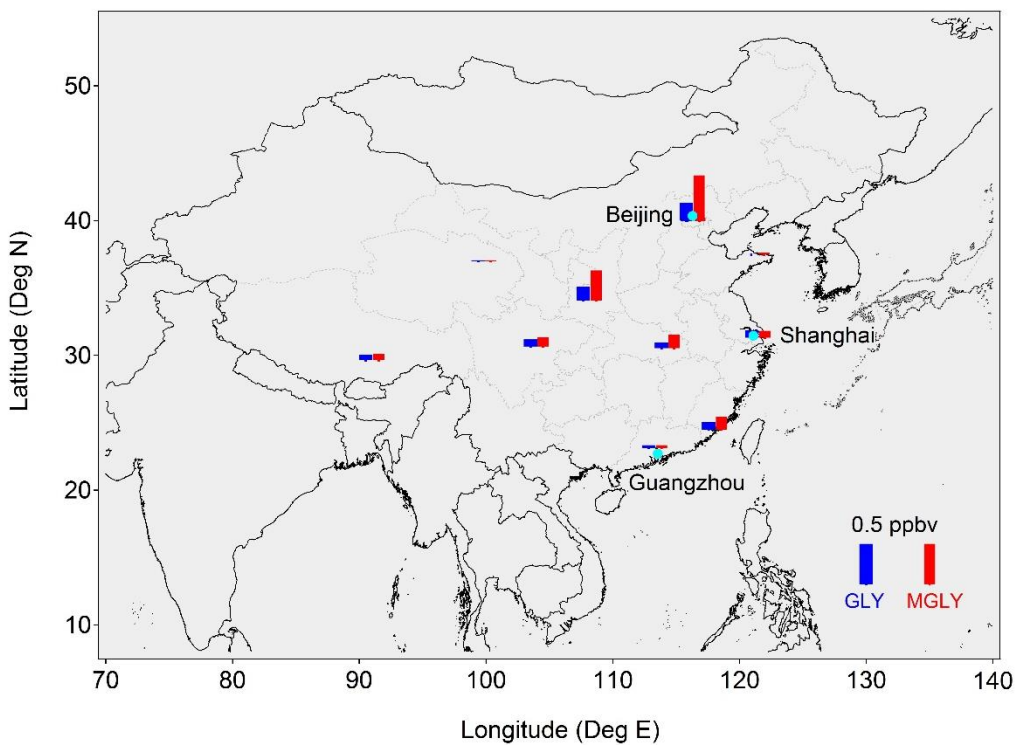 Latitude (Deg N)
50
40
30
20
10
Beijing
Shanghai
Guangzhou
0.5 ppbv
GLY MGLY
70 80 90 100 110 120 130 140
Longitude (Deg E)